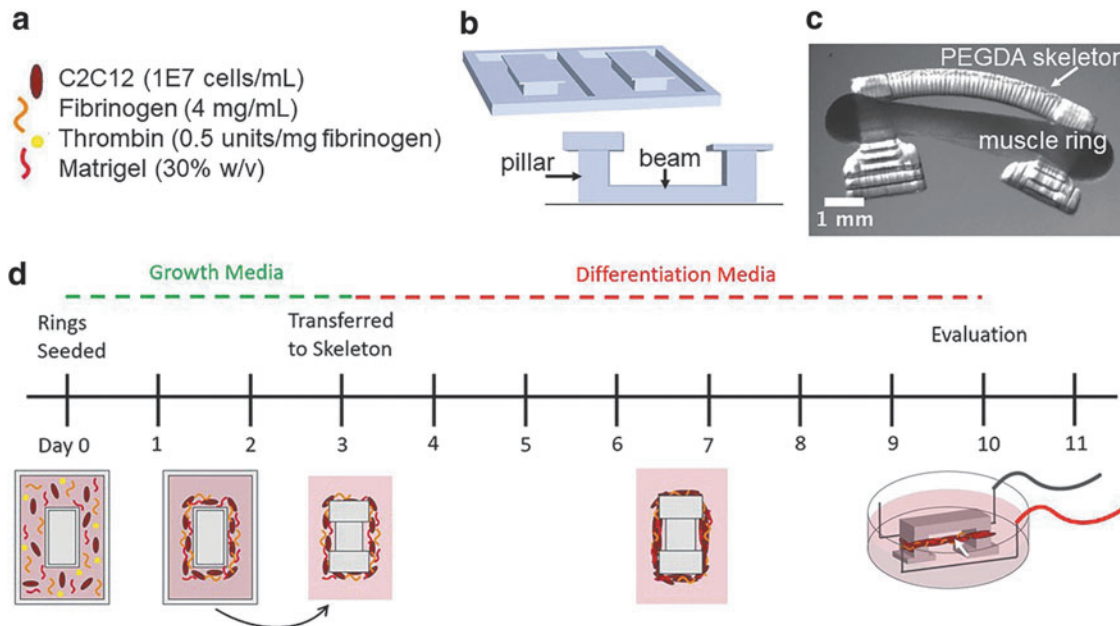 a
C2C12 (1E7 cells/mL)
Fibrinogen (4 mg/mL)
Thrombin (0.5 units/mg fibrinogen)
Matrigel (30% w/v)
b
pillar
beam
c
PEGDA skeleton
muscle ring
1 mm
d
Growth Media
Differentiation Media
Rings
Seeded
Transferred
to Skeleton
Evaluation
Day 0 1 2 3 4 5 6 7 8 9 10 11